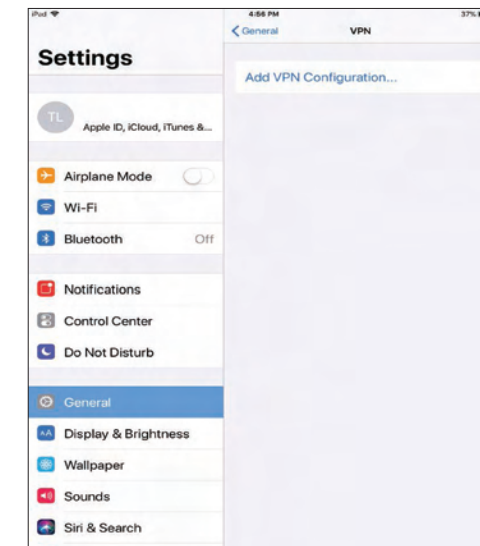 iPad
4:56 PM
37%
General
VPN
Settings
Add VPN Configuration...
TL
Apple ID, iCloud, iTunes &...
Airplane Mode
Wi-Fi
Bluetooth Off
Notifications
Control Center
Do Not Disturb
General
AA
Display & Brightness
Wallpaper
Sounds
Siri & Search